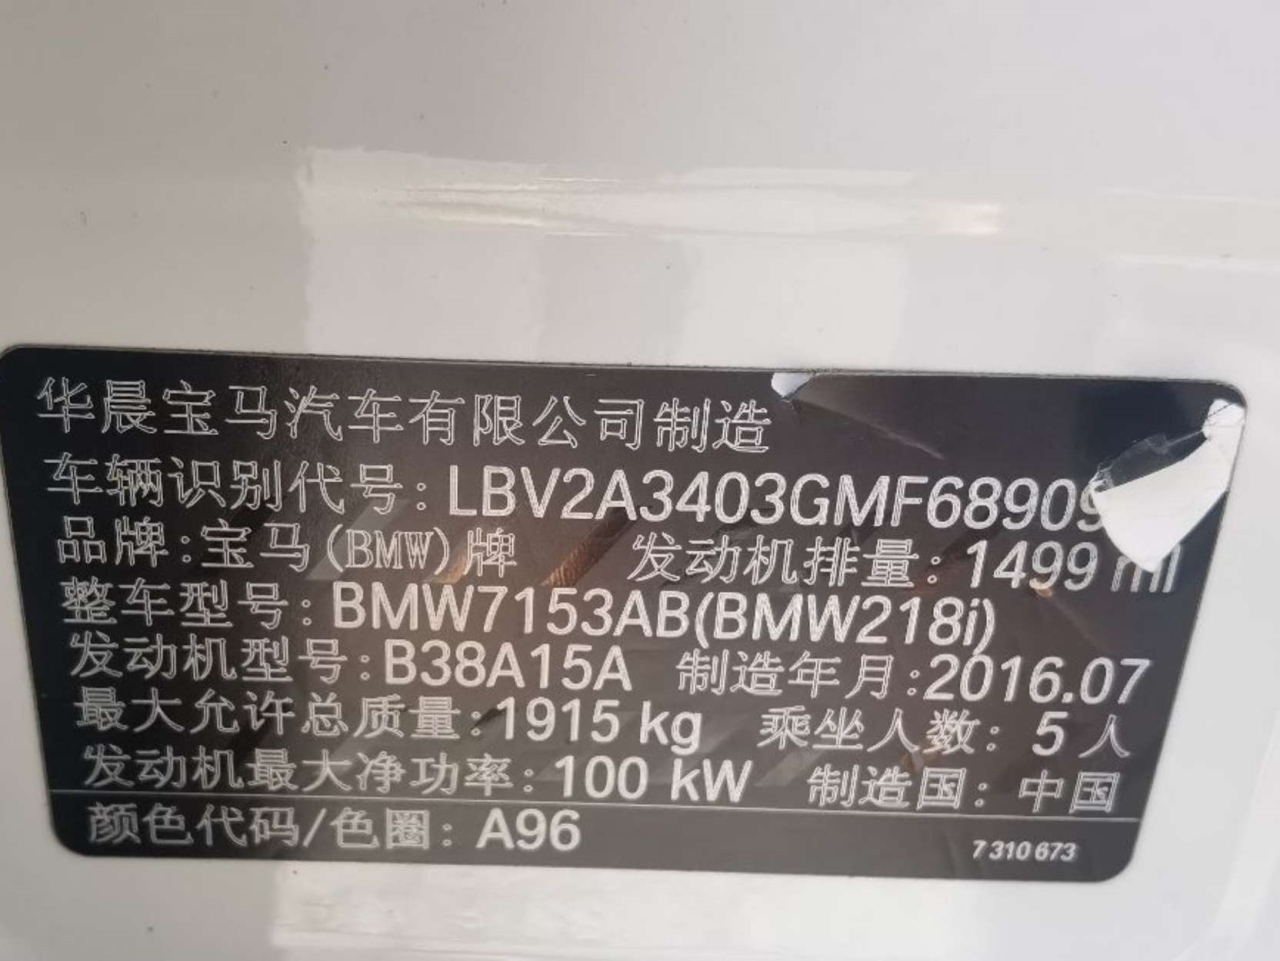 华晨宝马汽车有限公司制造
车辆识别代号:LBV2A3403GMF68909
品牌:宝马(BMW)牌 发动机排量:1499 ml
整车型号:BMW7153AB(BMW218i)
发动机型号:B38A15A 制造年月:2016.07
最大允许总质量:1915 kg 乘坐人数: 5 人
发动机最大净功率:100 kW 制造国: 中国
颜色代码/色圈: A96 7 310 673